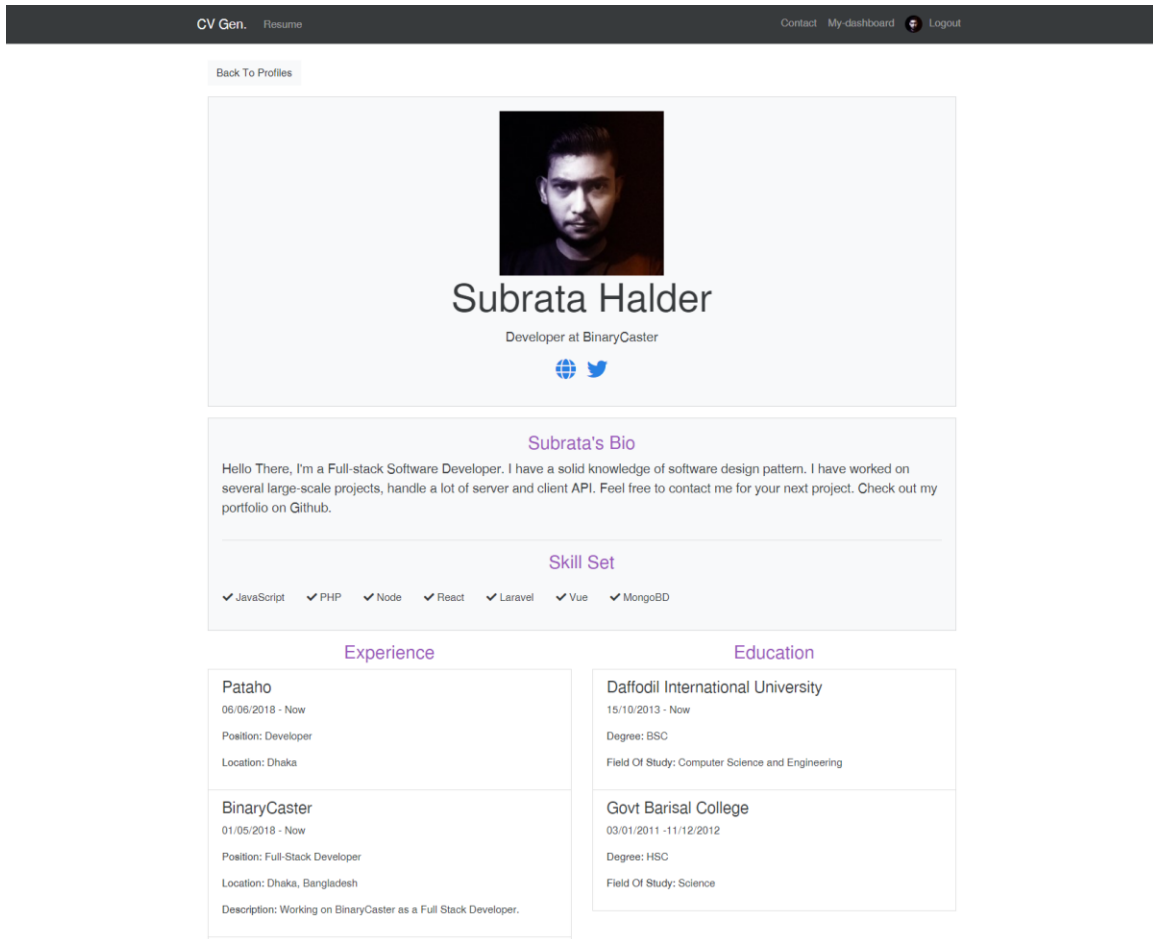 CV Gen. Resume Contact My-dashboard Logout
Back To Profiles
Subrata Halder
Developer at BinaryCaster
Subrata's Bio
Hello There, I'm a Full-stack Software Developer. I have a solid knowledge of software design pattern. I have worked on
several large-scale projects, handle a lot of server and client API. Feel free to contact me for your next project. Check out my
portfolio on Github.
Skill Set
JavaScript PHP Node React Laravel Vue MongoBD
Experience
Pataho
06/06/2018 - Now
Position: Developer
Location: Dhaka
BinaryCaster
01/05/2018 - Now
Position: Full-Stack Developer
Location: Dhaka, Bangladesh
Description: Working on BinaryCaster as a Full Stack Developer.
Education
Daffodil International University
15/10/2013 - Now
Degree: BSC
Field Of Study: Computer Science and Engineering
Govt Barisal College
03/01/2011 -11/12/2012
Degree: HSC
Field Of Study: Science